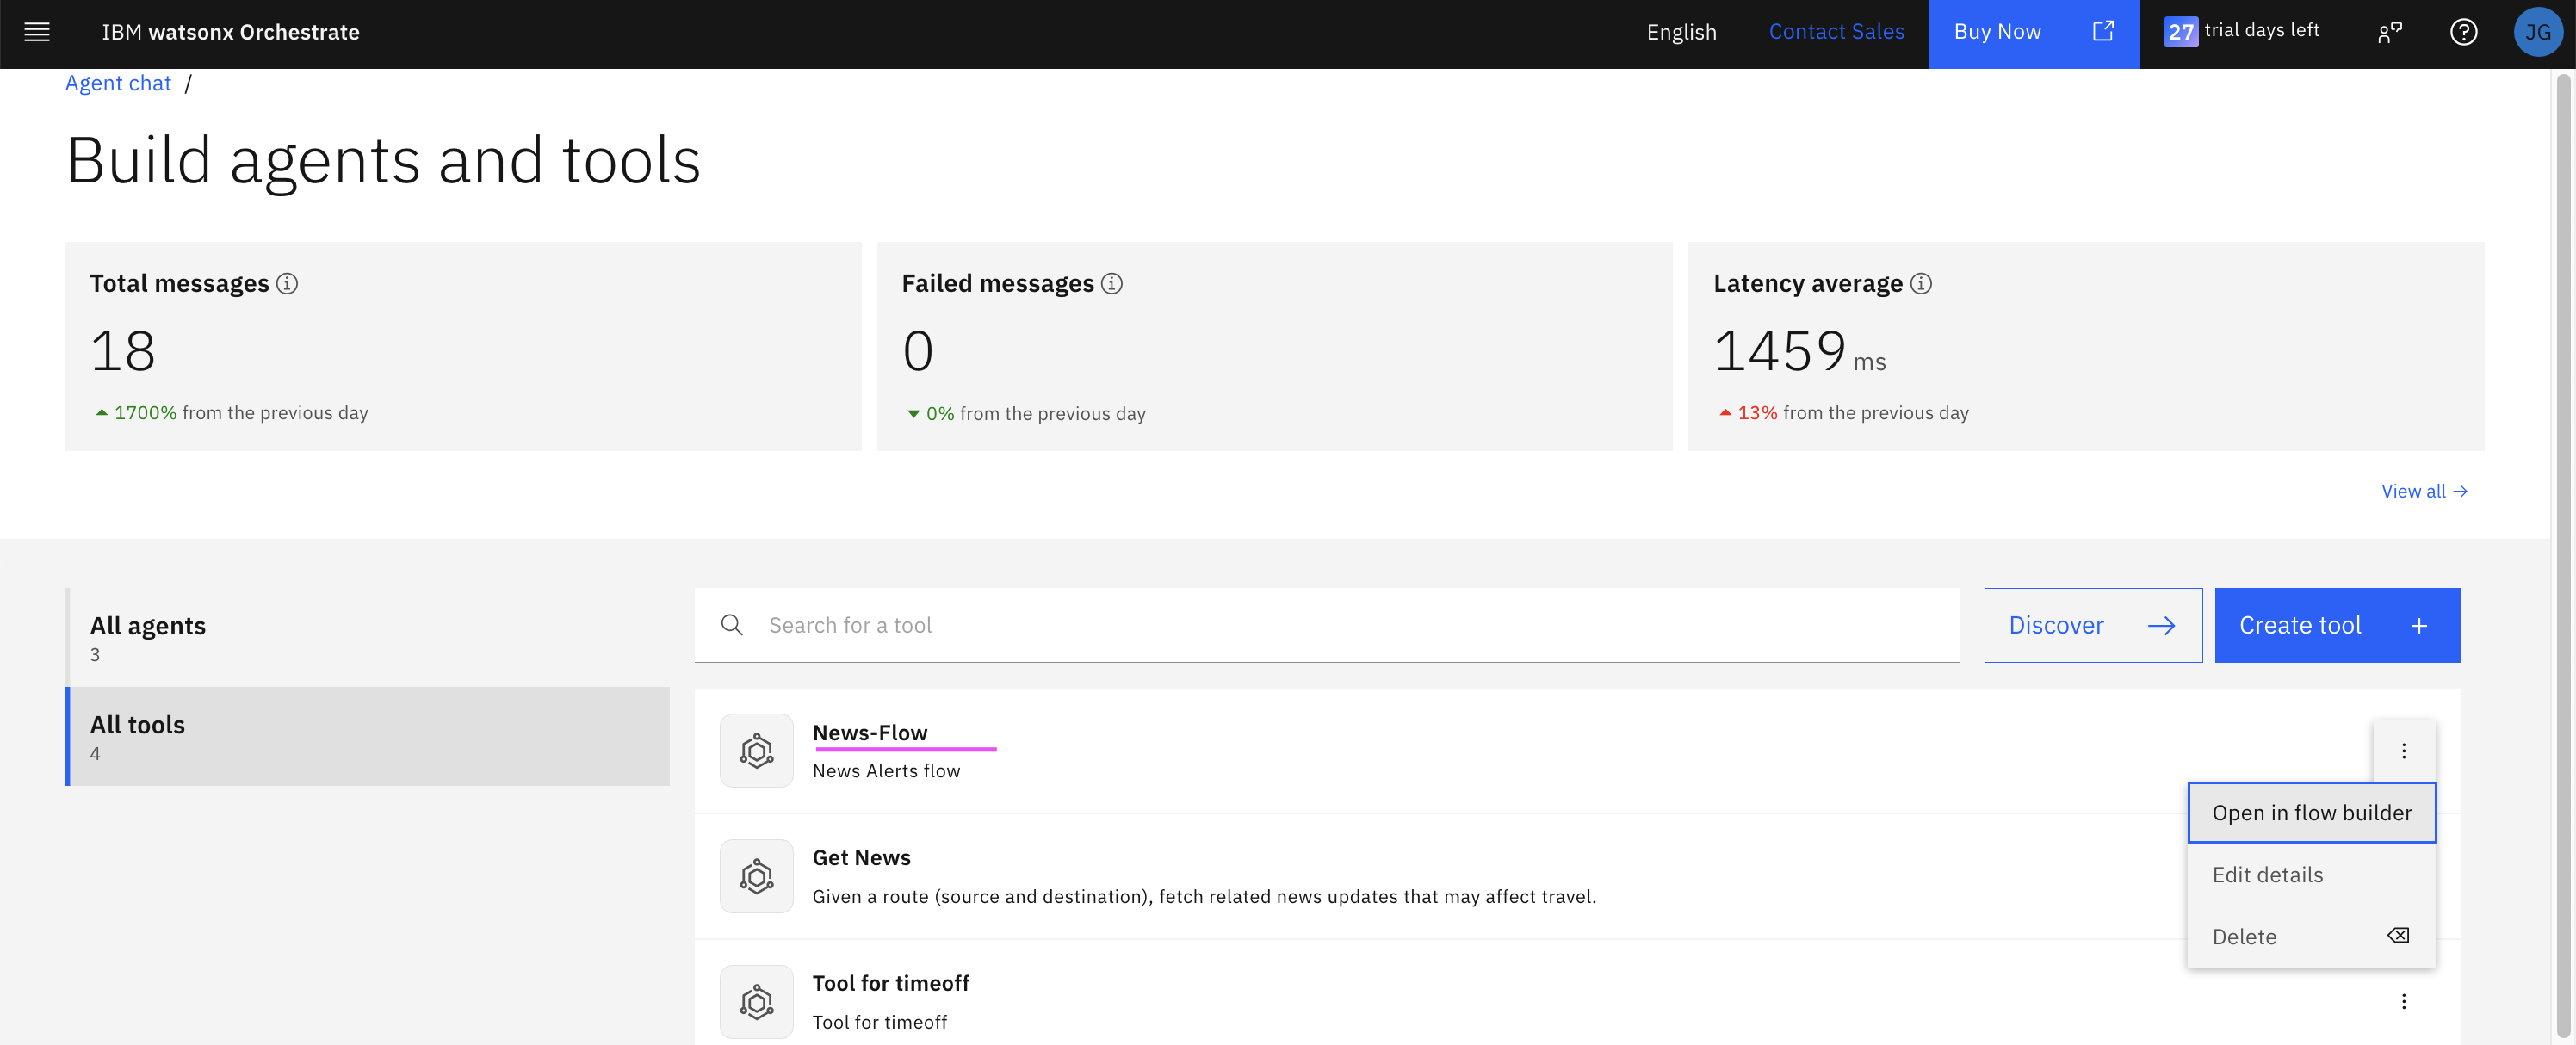 IBM watsonx Orchestrate
English
Contact Sales
Buy Now
27 trial days left
JG
Agent chat /
Build agents and tools
Total messages
18
1700% from the previous day
Failed messages
0
0% from the previous day
Latency average
1459 ms
13% from the previous day
View all
All agents
3
All tools
4
Search for a tool
Discover
Create tool
News-Flow
News Alerts flow
Open in flow builder
Edit details
Delete
Get News
Given a route (source and destination), fetch related news updates that may affect travel.
Tool for timeoff
Tool for timeoff